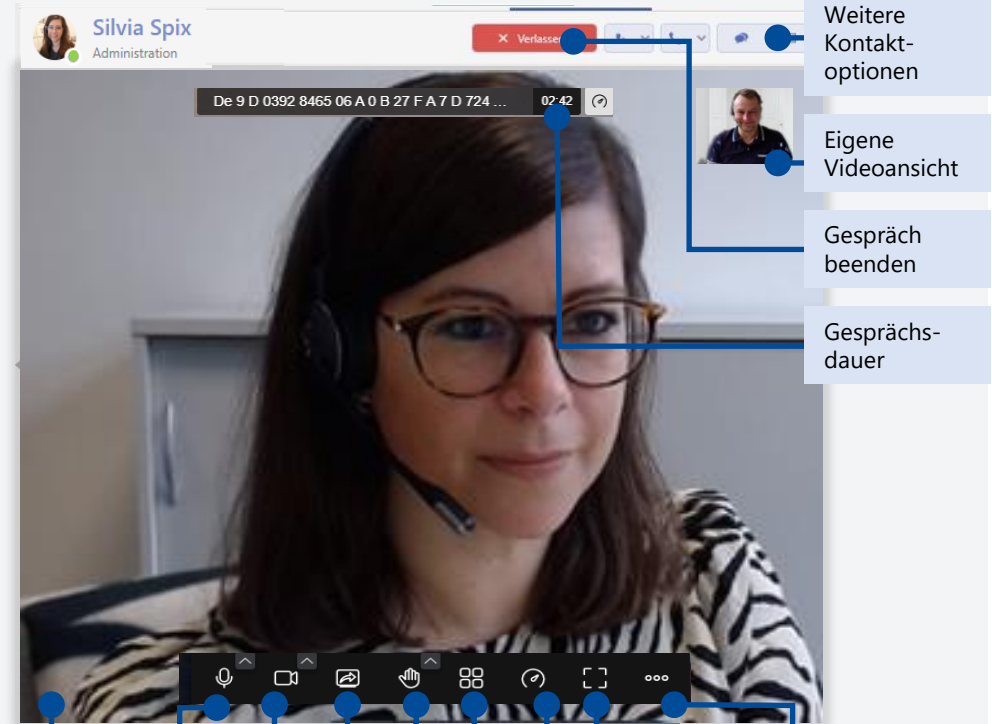 Silvia Spix
Administration
Verlassen
De 9 D 0392 8465 06 A 0 B 27 F A 7 D 724 ...
02:42
Weitere
Kontakt-
optionen
Eigene
Videoansicht
Gespräch
beenden
Gesprächs-
dauer